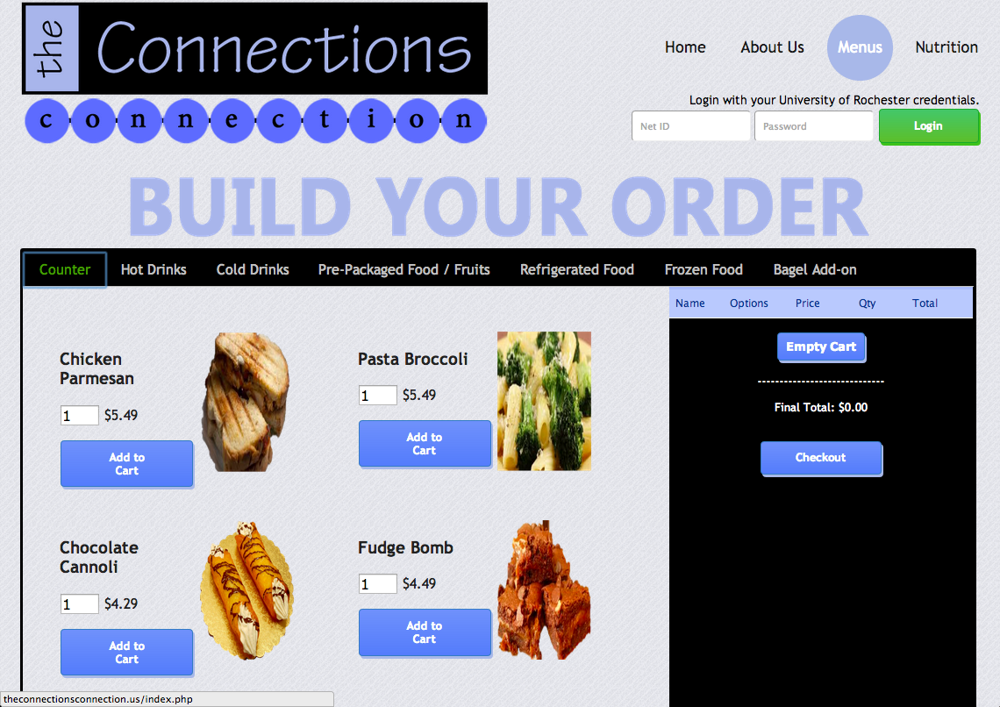 the Connections
connection
Home About Us Menus Nutrition
Login with your University of Rochester credentials.
Net ID Password Login
BUILD YOUR ORDER
Counter Hot Drinks Cold Drinks Pre-Packaged Food / Fruits Refrigerated Food Frozen Food Bagel Add-on
Name Options Price Qty Total
Empty Cart
-----------------------------
Final Total: $0.00
Checkout
Chicken
Parmesan
1 $5.49
Add to
Cart
Pasta Broccoli
1 $5.49
Add to
Cart
Chocolate
Cannoli
1 $4.29
Add to
Cart
Fudge Bomb
1 $4.49
Add to
Cart
theconnectionsconnection.us/index.php